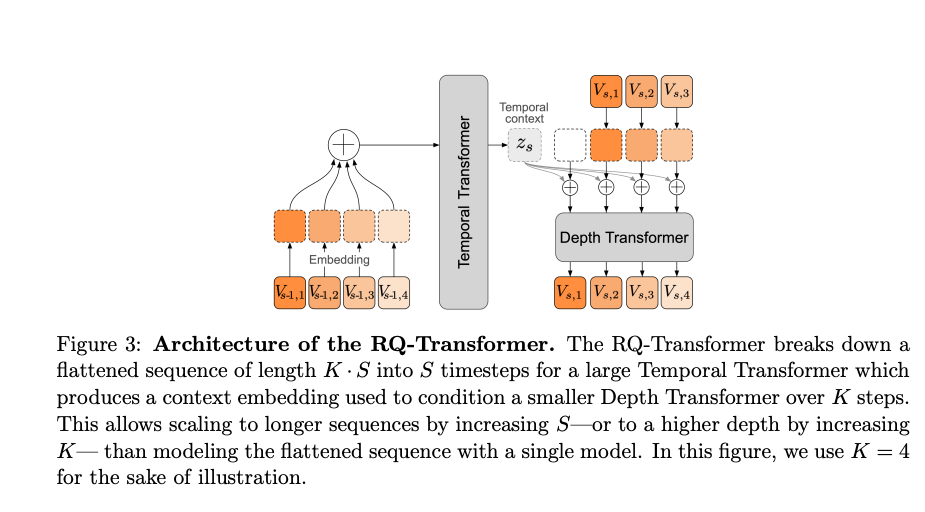 Temporal Transformer
Temporal
context
z_s
V_{s,1} V_{s,2} V_{s,3}
Embedding
V_{s-1,1} V_{s-1,2} V_{s-1,3} V_{s-1,4}
Depth Transformer
V_{s,1} V_{s,2} V_{s,3} V_{s,4}
Figure 3: Architecture of the RQ-Transformer. The RQ-Transformer breaks down a
flattened sequence of length K · S into S timesteps for a large Temporal Transformer which
produces a context embedding used to condition a smaller Depth Transformer over K steps.
This allows scaling to longer sequences by increasing S—or to a higher depth by increasing
K— than modeling the flattened sequence with a single model. In this figure, we use K = 4
for the sake of illustration.